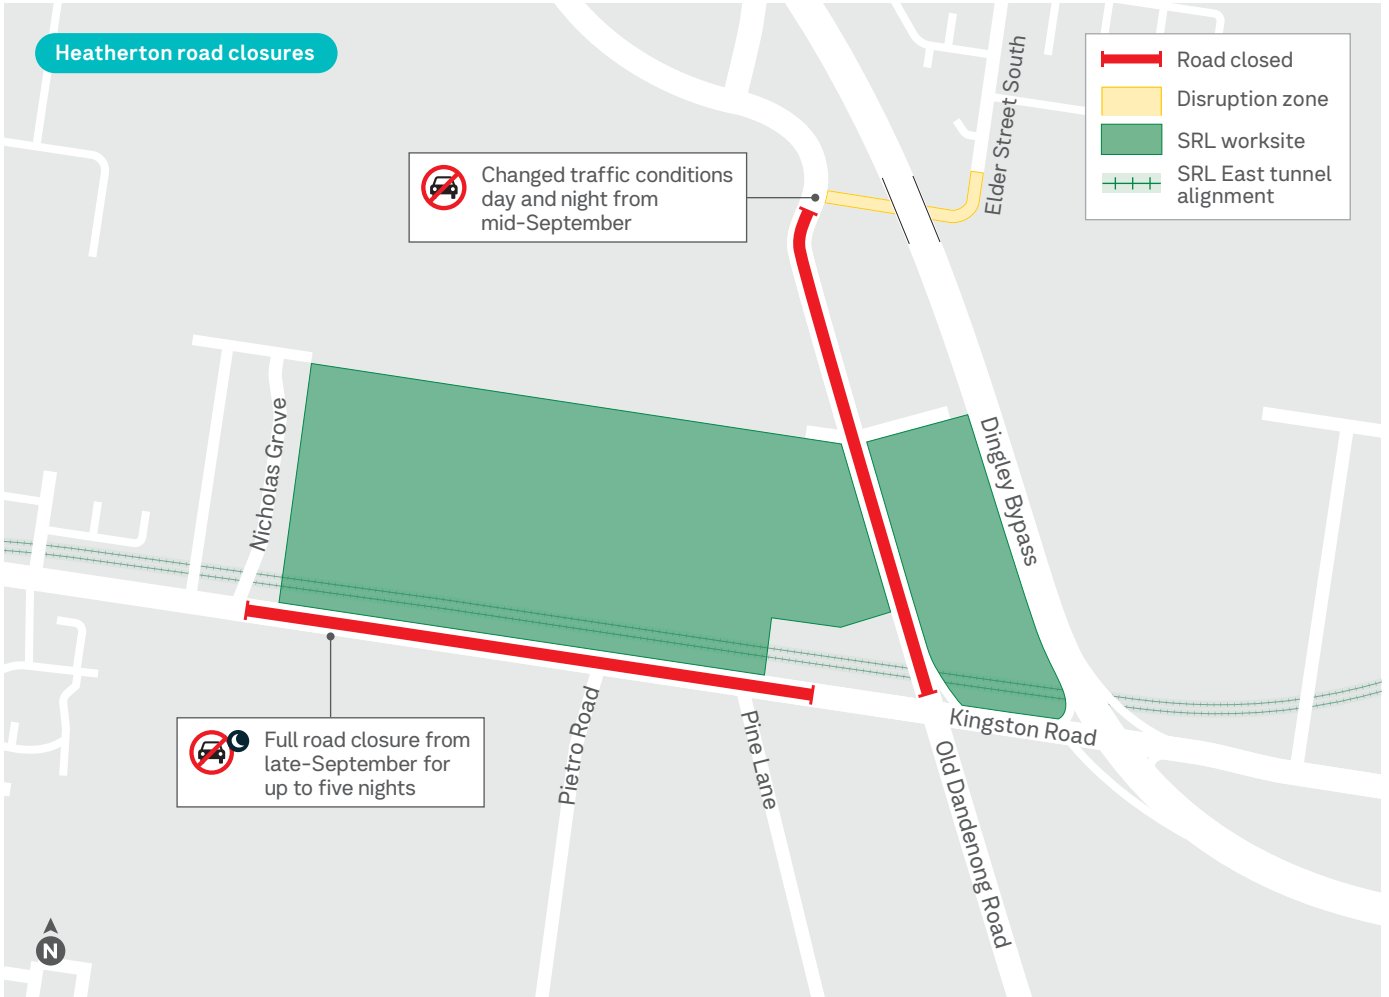 Heatherton road closures
Elder Street South
Road closed
Disruption zone
SRL worksite
SRL East tunnel
alignment
Changed traffic conditions
day and night from
mid-September
Nicholas Grove
Dingley Bypass
Full road closure from
late-September for
up to five nights
Pietro Road
Pine Lane
Kingston Road
Old Dandenong Road
N